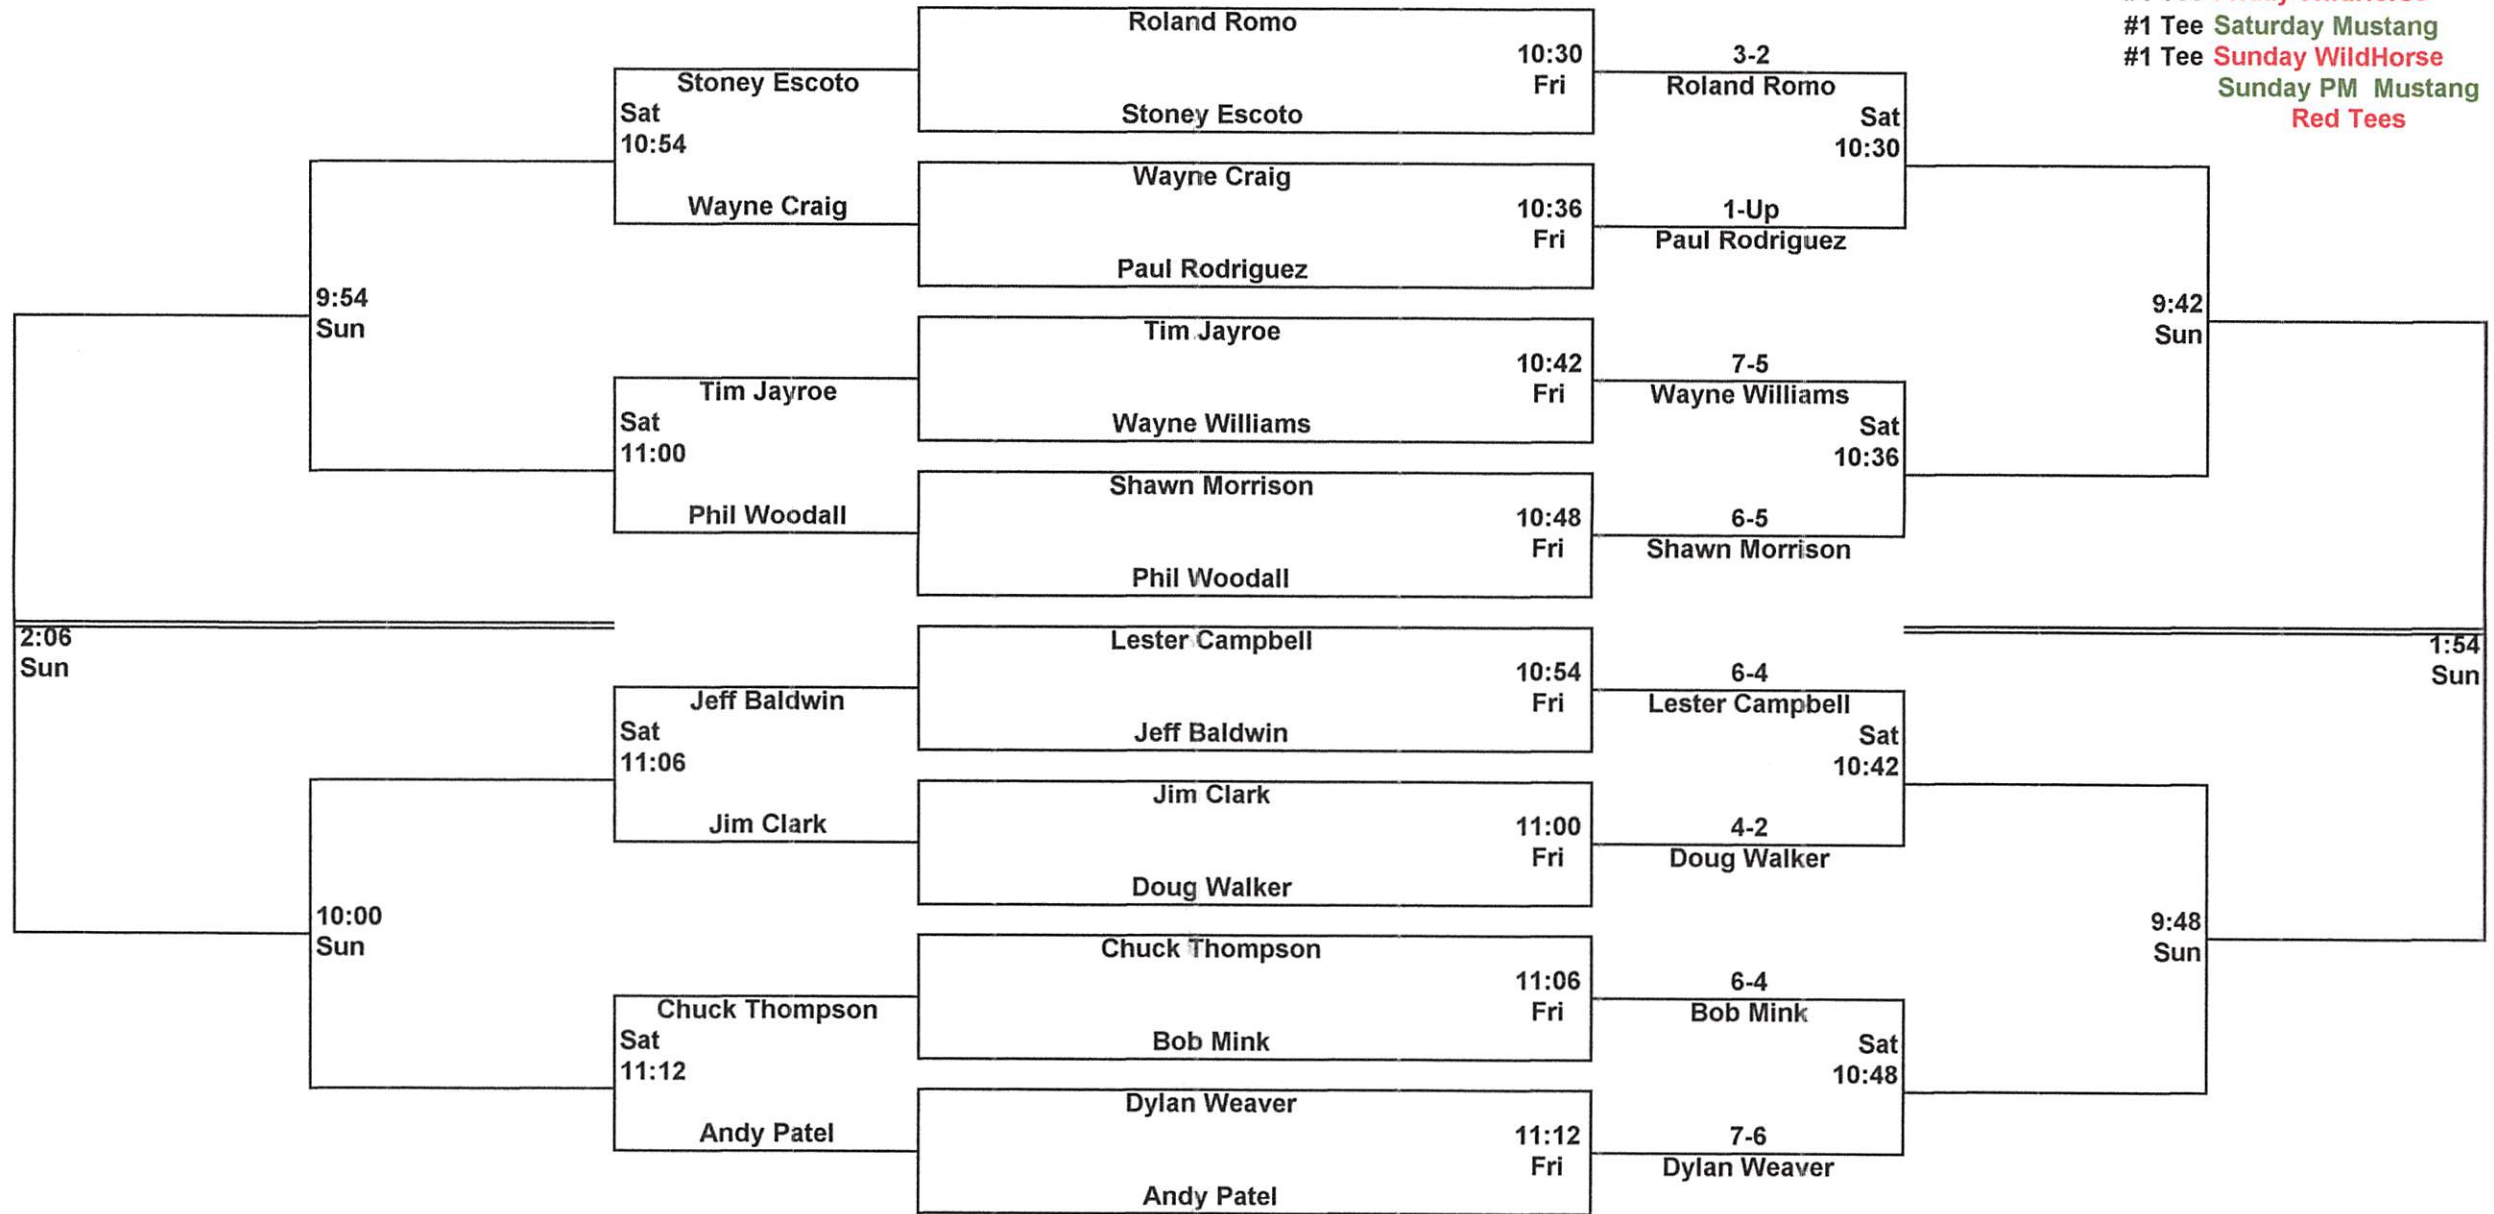 #1 Tee Saturday Mustang
#1 Tee Sunday WildHorse
Sunday PM Mustang
Red Tees
Roland Romo
10:30
Fri
Stoney Escoto
Wayne Craig
10:36
Fri
Paul Rodriguez
Tim Jayroe
10:42
Fri
Wayne Williams
Shawn Morrison
10:48
Fri
Phil Woodall
Lester Campbell
10:54
Fri
Jeff Baldwin
Jim Clark
11:00
Fri
Doug Walker
Chuck Thompson
11:06
Fri
Bob Mink
Dylan Weaver
11:12
Fri
Andy Patel
Stoney Escoto
Sat
10:54
Wayne Craig
Tim Jayroe
Sat
11:00
Phil Woodall
Jeff Baldwin
Sat
11:06
Jim Clark
Chuck Thompson
Sat
11:12
Andy Patel
9:54
Sun
10:00
Sun
2:06
Sun
3-2
Roland Romo
Sat
10:30
1-Up
Paul Rodriguez
7-5
Wayne Williams
Sat
10:36
6-5
Shawn Morrison
6-4
Lester Campbell
Sat
10:42
4-2
Doug Walker
6-4
Bob Mink
Sat
10:48
7-6
Dylan Weaver
9:42
Sun
9:48
Sun
1:54
Sun